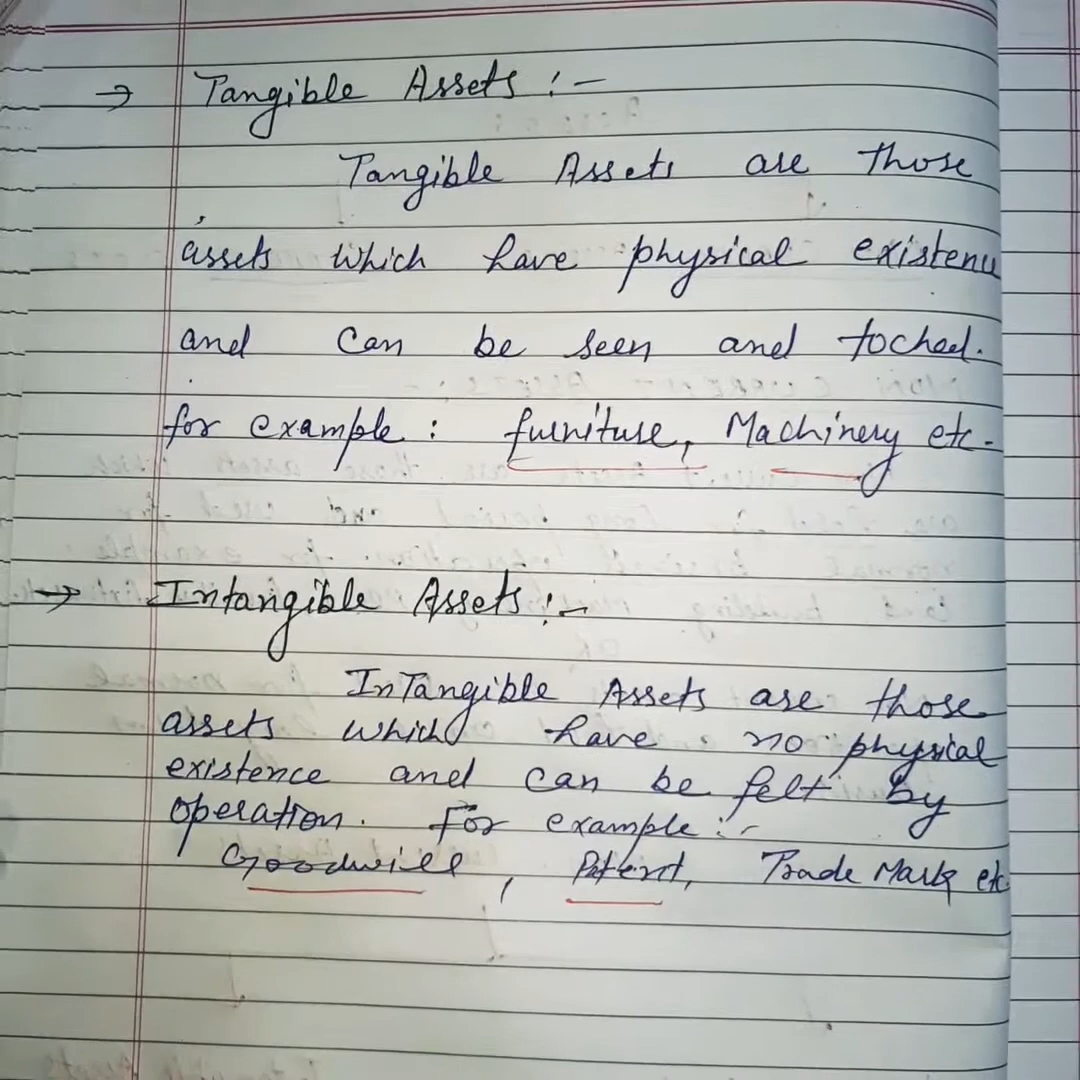 → Tangible Assets :-
Tangible Assets are those
assets which have physical existence
and can be seen and toched.
for example : furniture, Machinery etc.
→ Intangible Assets :-
InTangible Assets are those
assets which have no physical
existence and can be felt by
operation. For example :-
Goodwill, Patent, Trade Mark etc